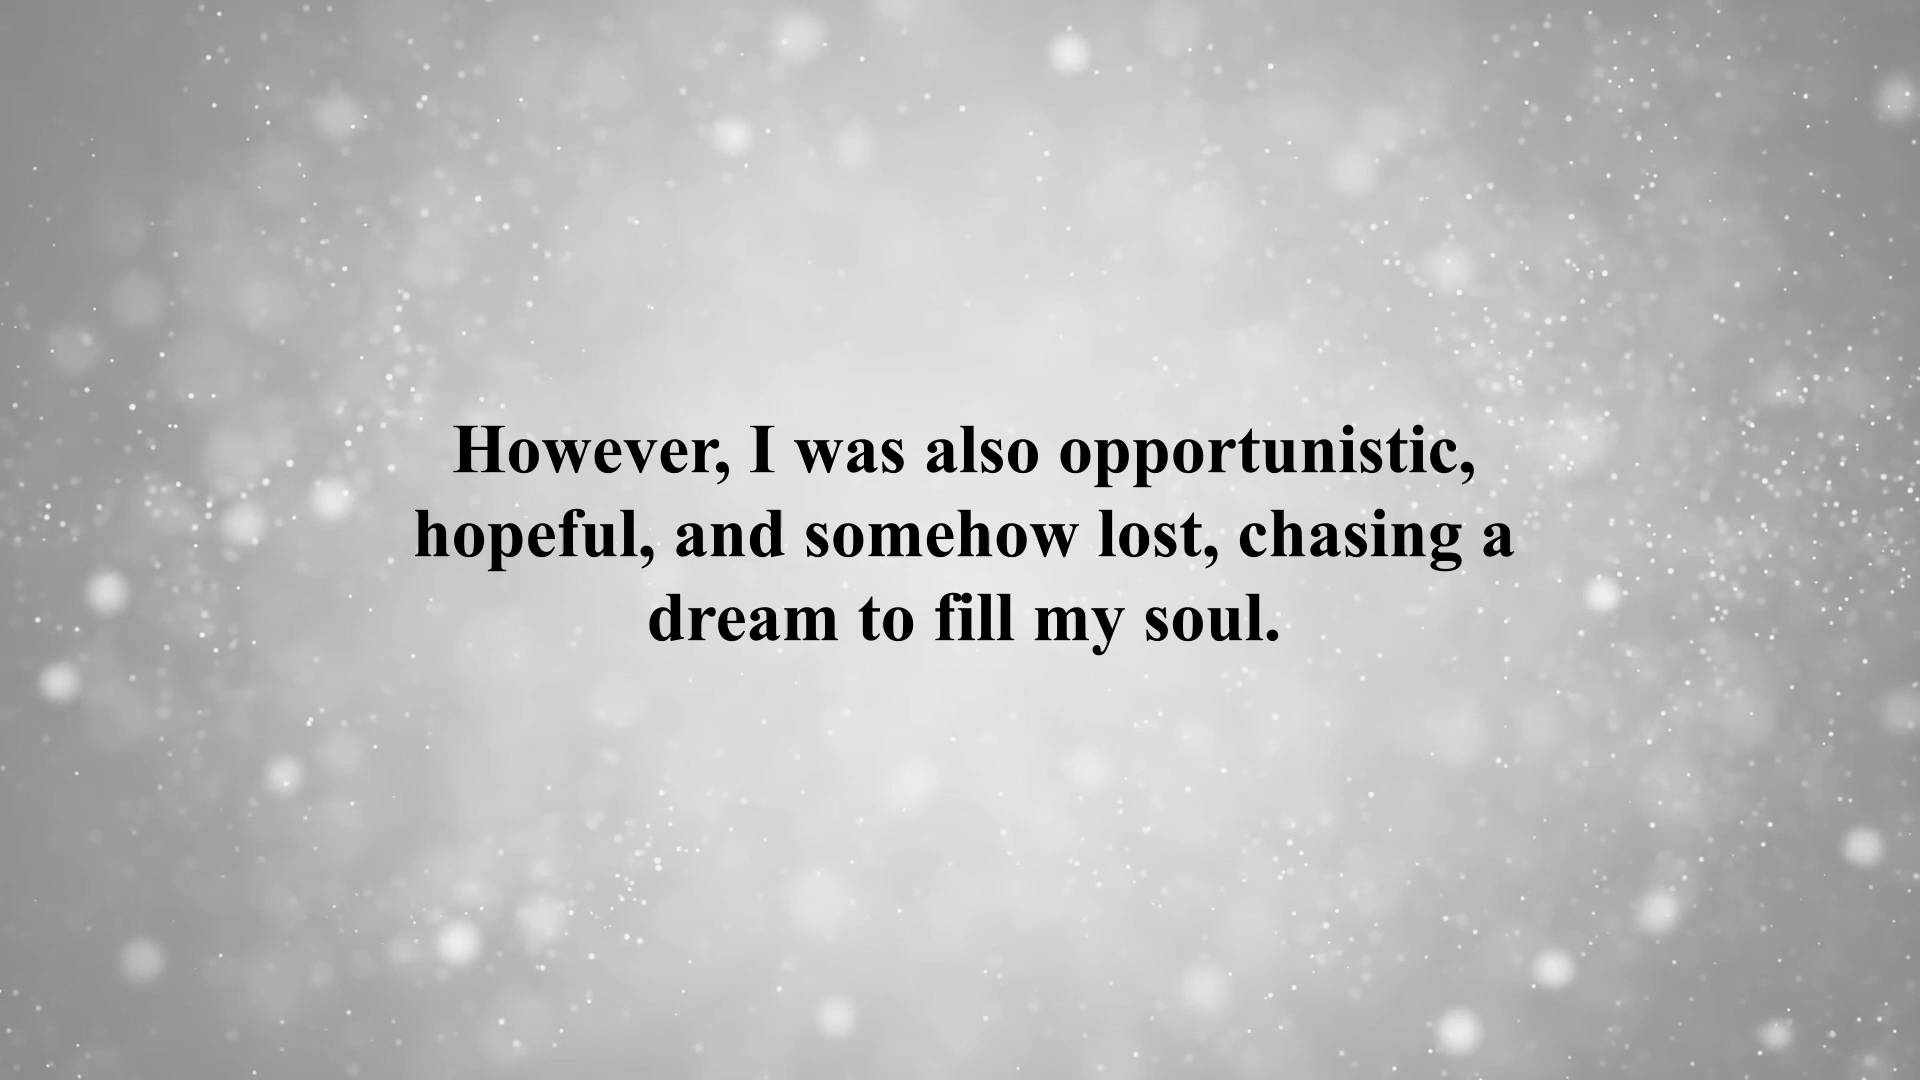 However, I was also opportunistic,
hopeful, and somehow lost, chasing a
dream to fill my soul.